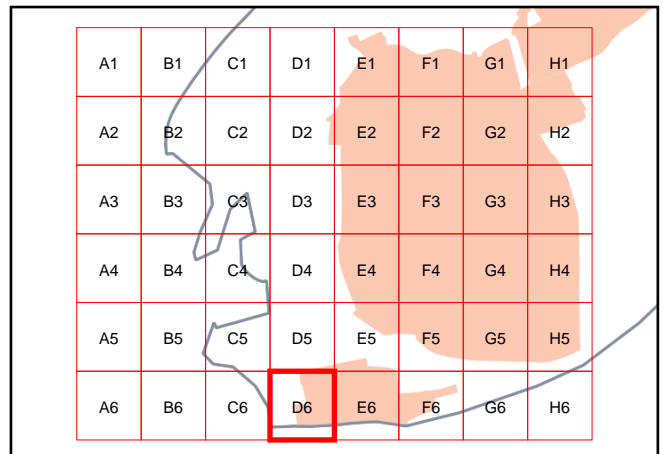 A1 B1 C1 D1 E1 F1 G1 H1
A2 B2 C2 D2 E2 F2 G2 H2
A3 B3 C3 D3 E3 F3 G3 H3
A4 B4 C4 D4 E4 F4 G4 H4
A5 B5 C5 D5 E5 F5 G5 H5
A6 B6 C6 D6 E6 F6 G6 H6